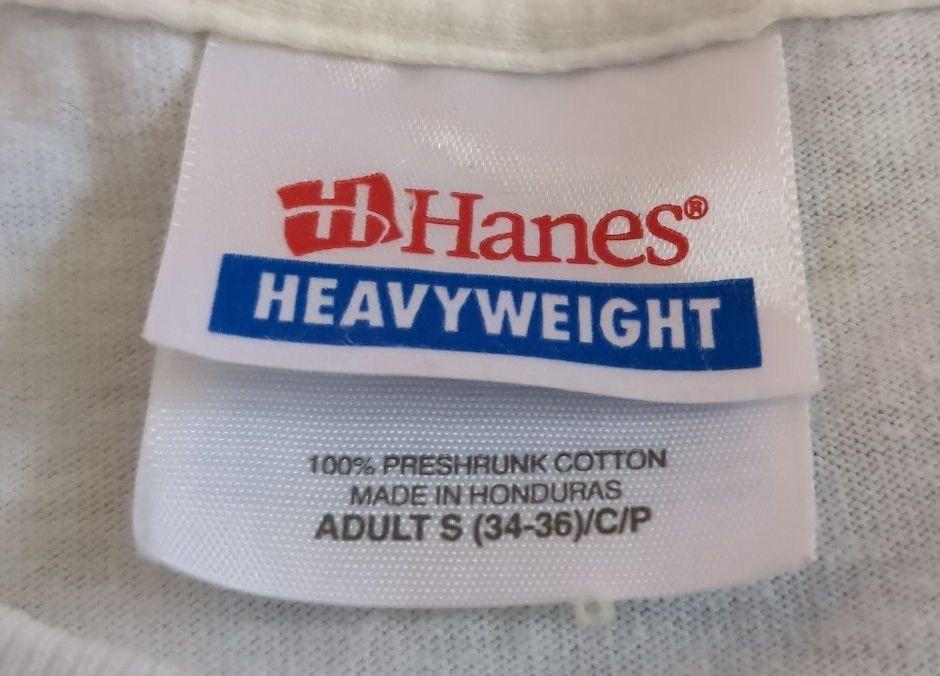 H Hanes®
HEAVYWEIGHT
100% PRESHRUNK COTTON
MADE IN HONDURAS
ADULT S (34-36)/C/P